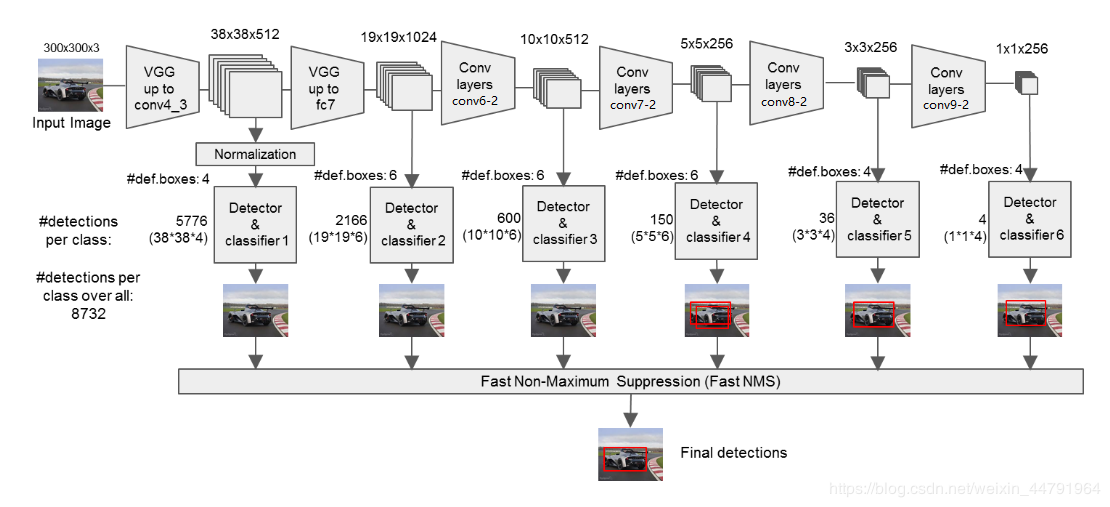 300x300x3
Input Image
VGG
up to
conv4_3
38x38x512
VGG
up to
fc7
19x19x1024
Conv
layers
conv6-2
10x10x512
Conv
layers
conv7-2
5x5x256
Conv
layers
conv8-2
3x3x256
Conv
layers
conv9-2
1x1x256
Normalization
#def.boxes: 4
#def.boxes: 6
#def.boxes: 6
#def.boxes: 6
#def.boxes: 4
#def.boxes: 4
#detections
per class:
5776
(38*38*4)
Detector
&
classifier 1
2166
(19*19*6)
Detector
&
classifier 2
600
(10*10*6)
Detector
&
classifier 3
150
(5*5*6)
Detector
&
classifier 4
36
(3*3*4)
Detector
&
classifier 5
4
(1*1*4)
Detector
&
classifier 6
#detections per
class over all:
8732
Fast Non-Maximum Suppression (Fast NMS)
Final detections
https://blog.csdn.net/weixin_44791964